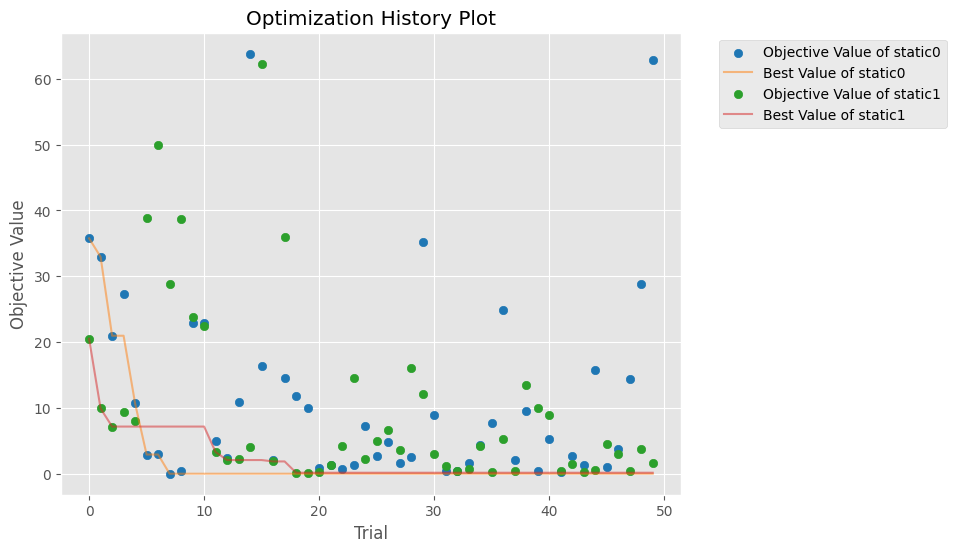 Optimization History Plot
Objective Value of static0
Best Value of static0
Objective Value of static1
Best Value of static1
Objective Value
60
50
40
30
20
10
0
0 10 20 30 40 50
Trial